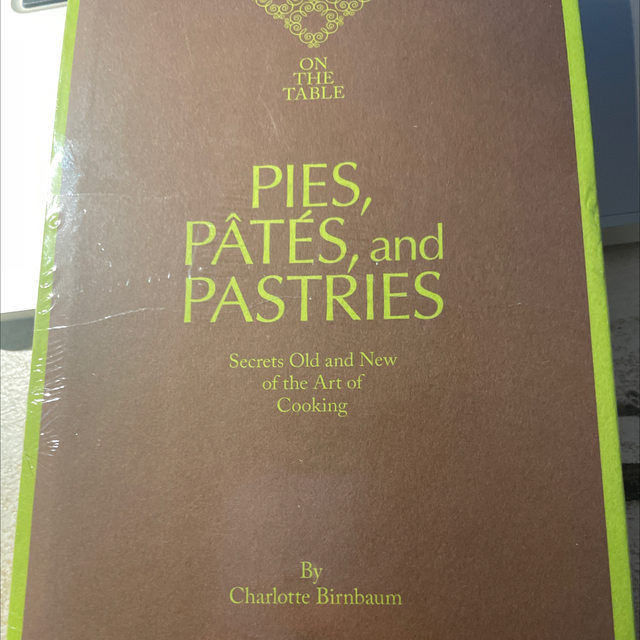 ON
THE
TABLE
PIES,
PÂTÉS, and
PASTRIES
Secrets Old and New
of the Art of
Cooking
By
Charlotte Birnbaum